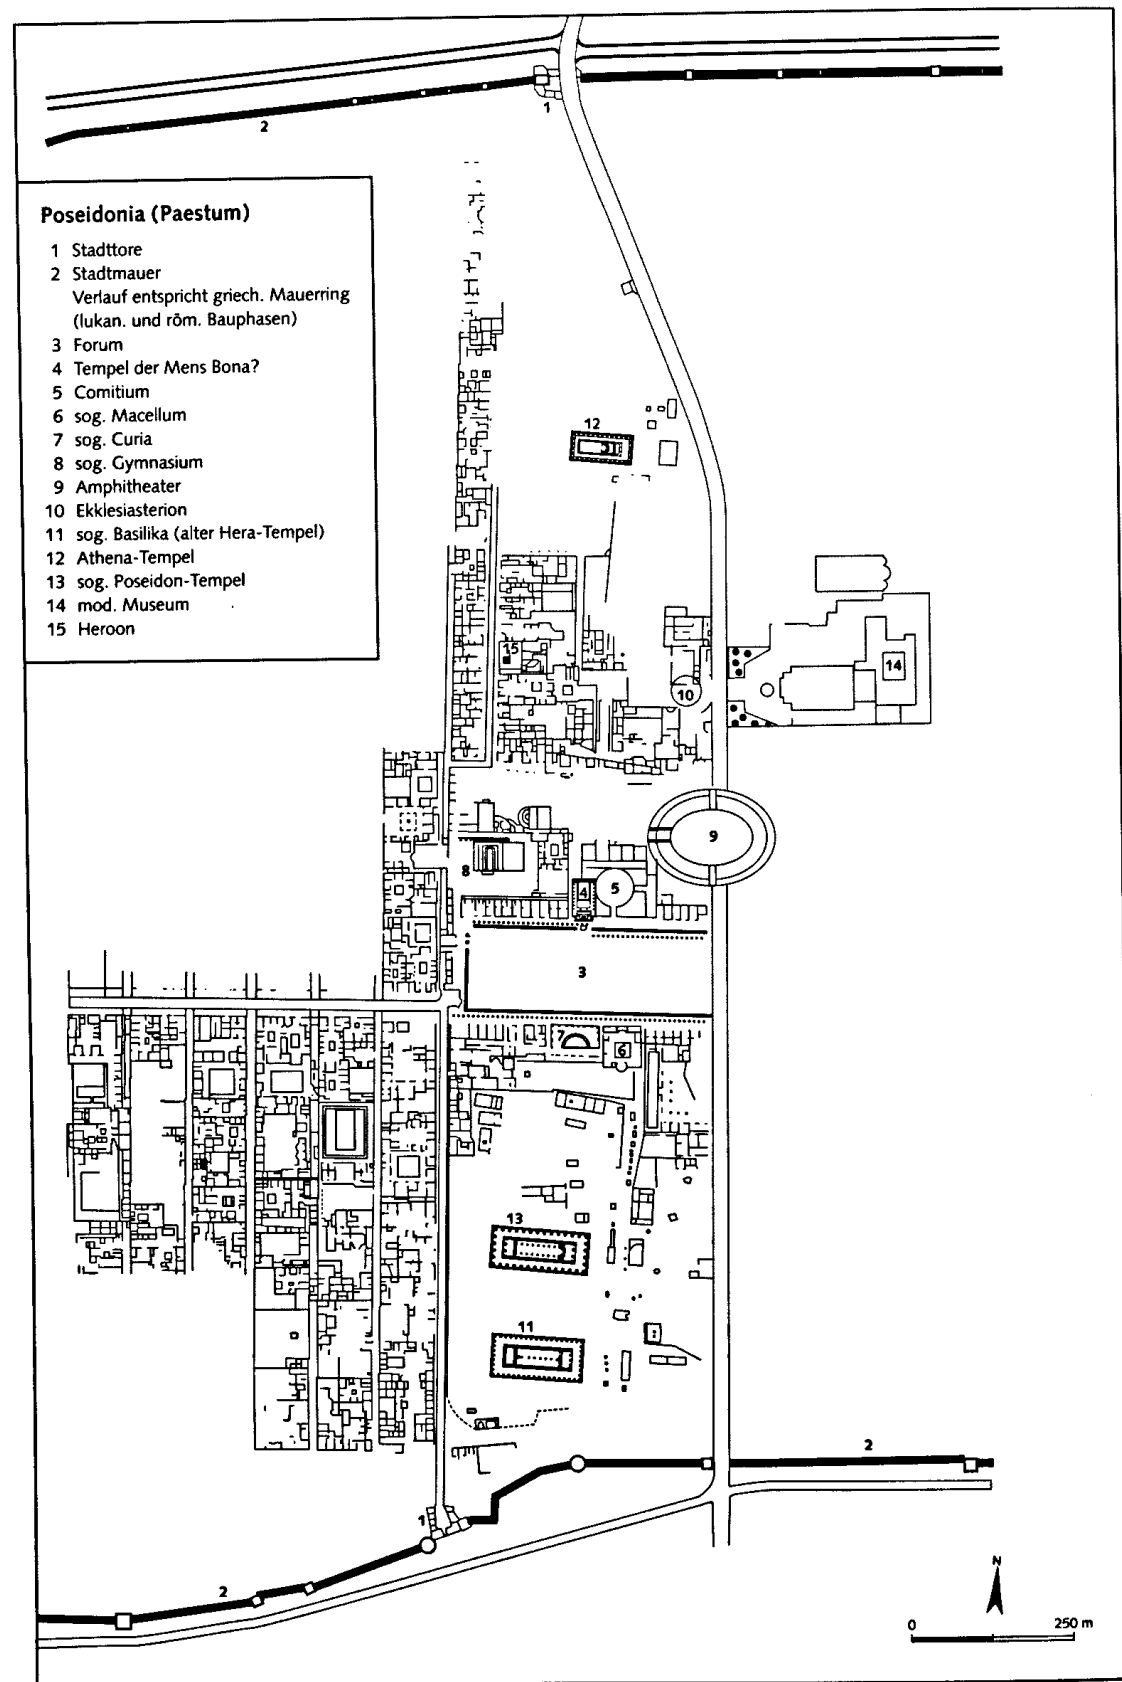 1
2
Poseidonia (Paestum)
1 Stadttore
2 Stadtmauer
Verlauf entspricht griech. Mauerring
(lukan. und röm. Bauphasen)
3 Forum
4 Tempel der Mens Bona?
5 Comitium
6 sog. Macellum
7 sog. Curia
8 sog. Gymnasium
9 Amphitheater
10 Ekklesiasterion
11 sog. Basilika (alter Hera-Tempel)
12 Athena-Tempel
13 sog. Poseidon-Tempel
14 mod. Museum
15 Heroon
12
15
14
10
9
8
4
5
3
7
6
13
11
2
1
2
N
0 250 m